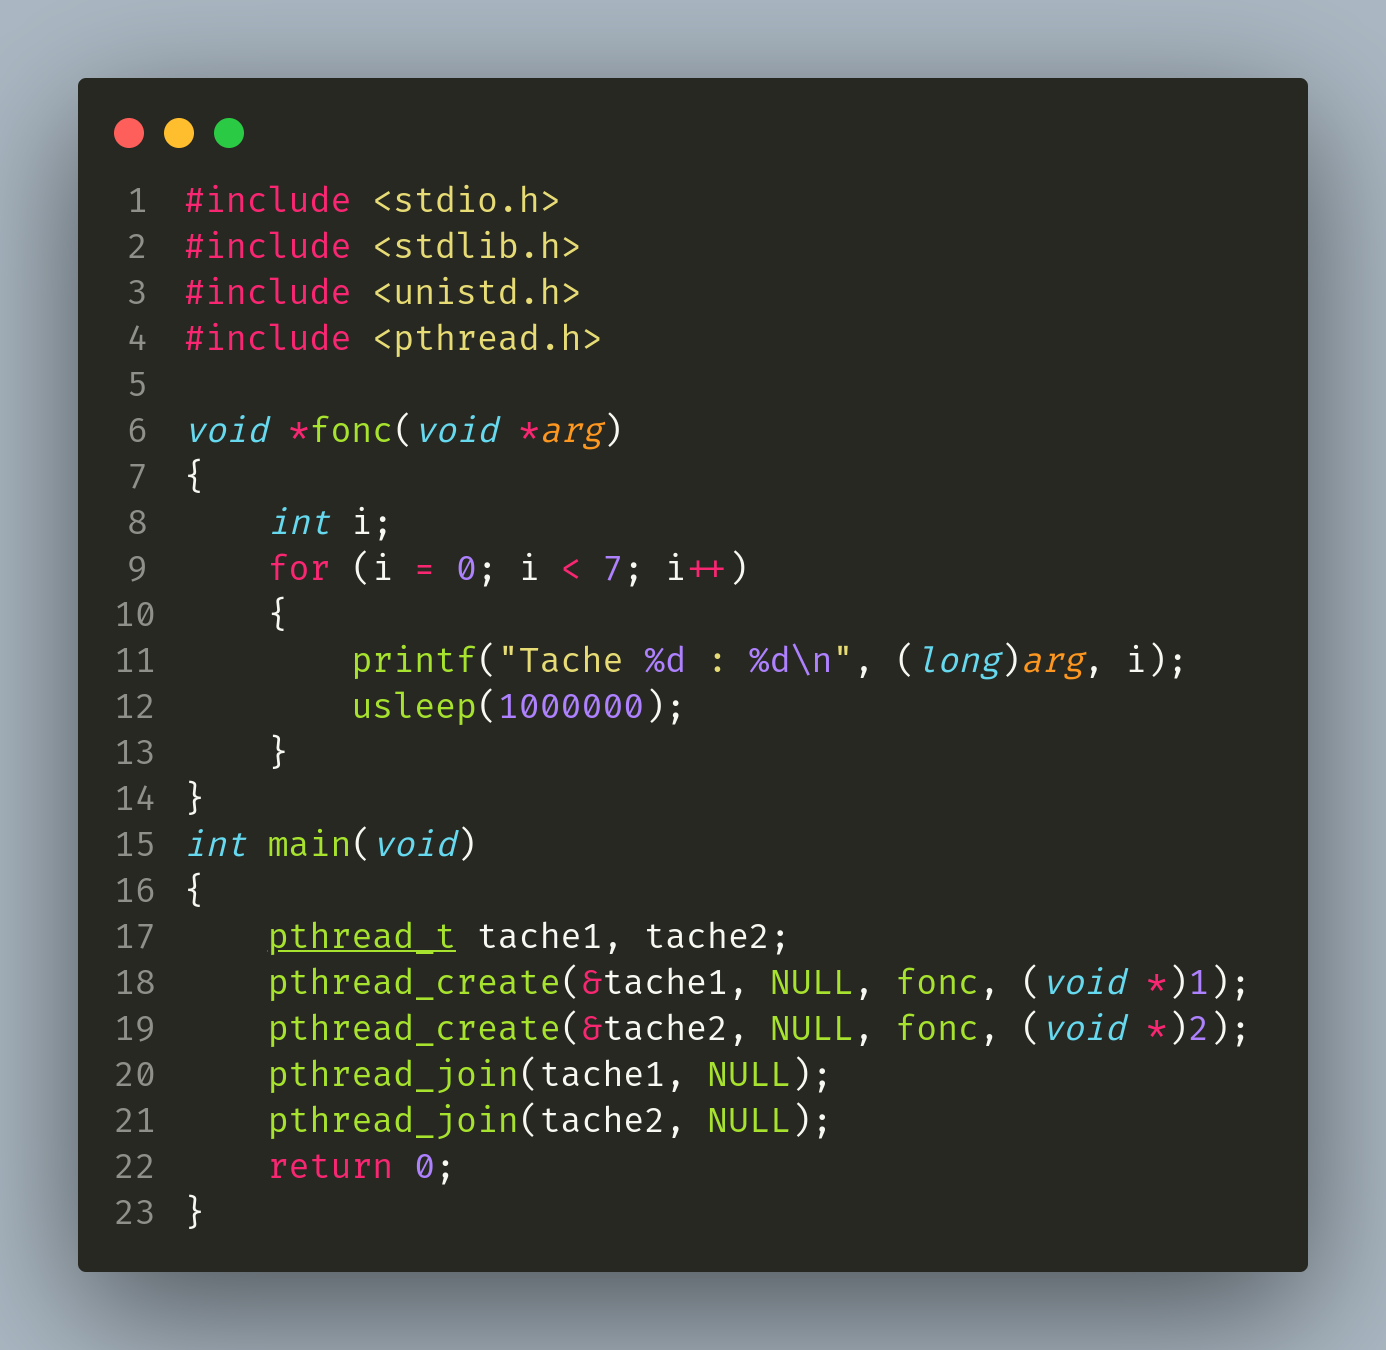 1 #include <stdio.h>
2 #include <stdlib.h>
3 #include <unistd.h>
4 #include <pthread.h>
5
6 void *fonc(void *arg)
7 {
8     int i;
9     for (i = 0; i < 7; i++)
10     {
11         printf("Tache %d : %d\n", (long)arg, i);
12         usleep(1000000);
13     }
14 }
15 int main(void)
16 {
17     pthread_t tache1, tache2;
18     pthread_create(&tache1, NULL, fonc, (void *)1);
19     pthread_create(&tache2, NULL, fonc, (void *)2);
20     pthread_join(tache1, NULL);
21     pthread_join(tache2, NULL);
22     return 0;
23 }